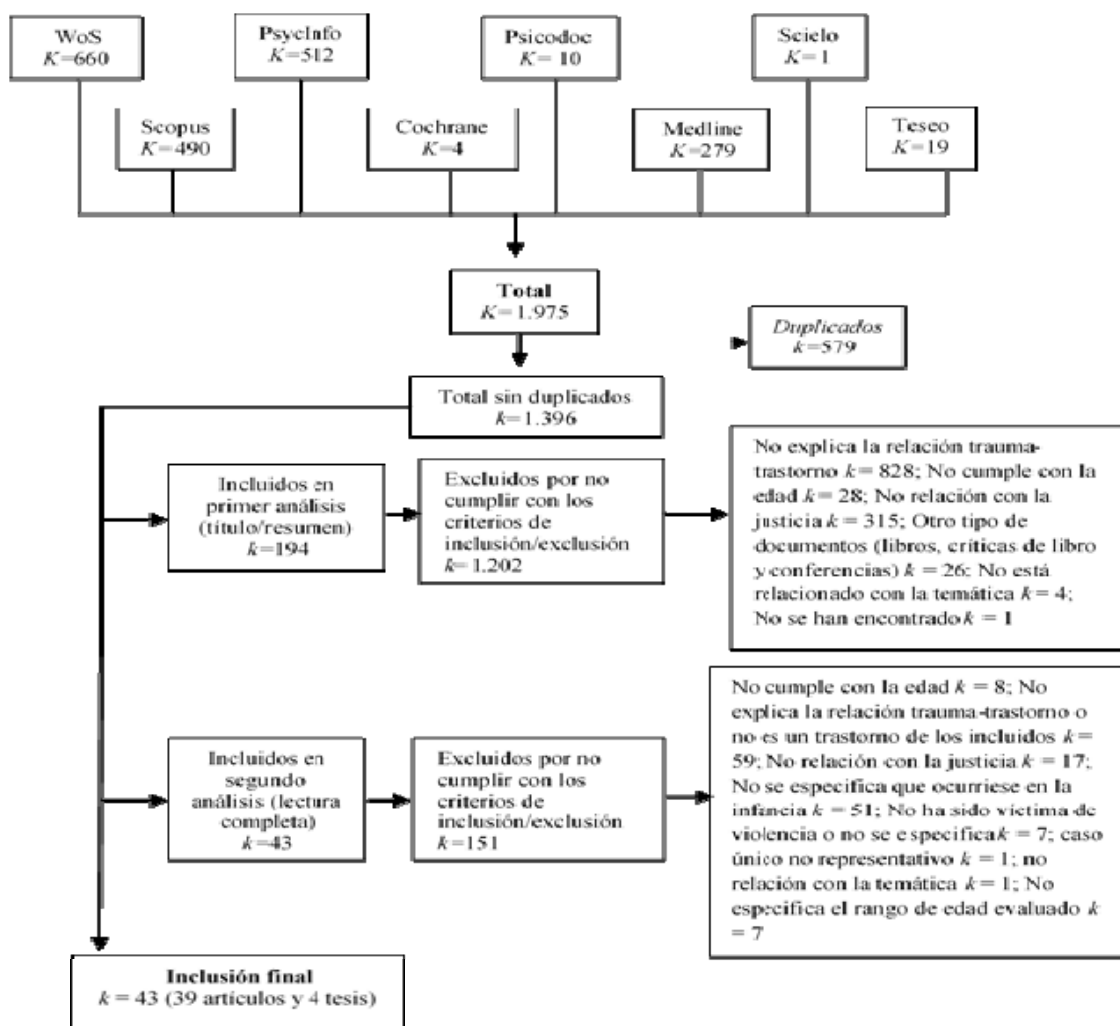 WoS
K=660
PsycInfo
K=512
Psicodoc
K= 10
Scielo
K= 1
Scopus
K=490
Cochrane
K=4
Medline
K=279
Teseo
K=19
Total
K=1.975
Duplicados
k=579
Total sin duplicados
k=1.396
Incluidos en
primer análisis
(título/resumen)
k=194
Excluidos por no
cumplir con los
criterios de
inclusión/exclusión
k=1.202
No explica la relación trauma-
trastorno k= 828; No cumple con la
edad k = 28; No relación con la
justicia k = 315; Otro tipo de
documentos (libros, críticas de libro
y conferencias) k = 26; No está
relacionado con la temática k = 4;
No se han encontrado k = 1
Incluidos en
segundo
análisis (lectura
completa)
k=43
Excluidos por no
cumplir con los
criterios de
inclusión/exclusión
k=151
No cumple con la edad k = 8; No
explica la relación trauma-trastorno o
no es un trastorno de los incluidos k=
59; No relación con la justicia k = 17;
No se especifica que ocurriese en la
infancia k = 51; No ha sido víctima de
violencia o no se especifica k = 7; caso
único no representativo k = 1; no
relación con la temática k = 1; No
especifica el rango de edad evaluado k
= 7
Inclusión final
k = 43 (39 artículos y 4 tesis)